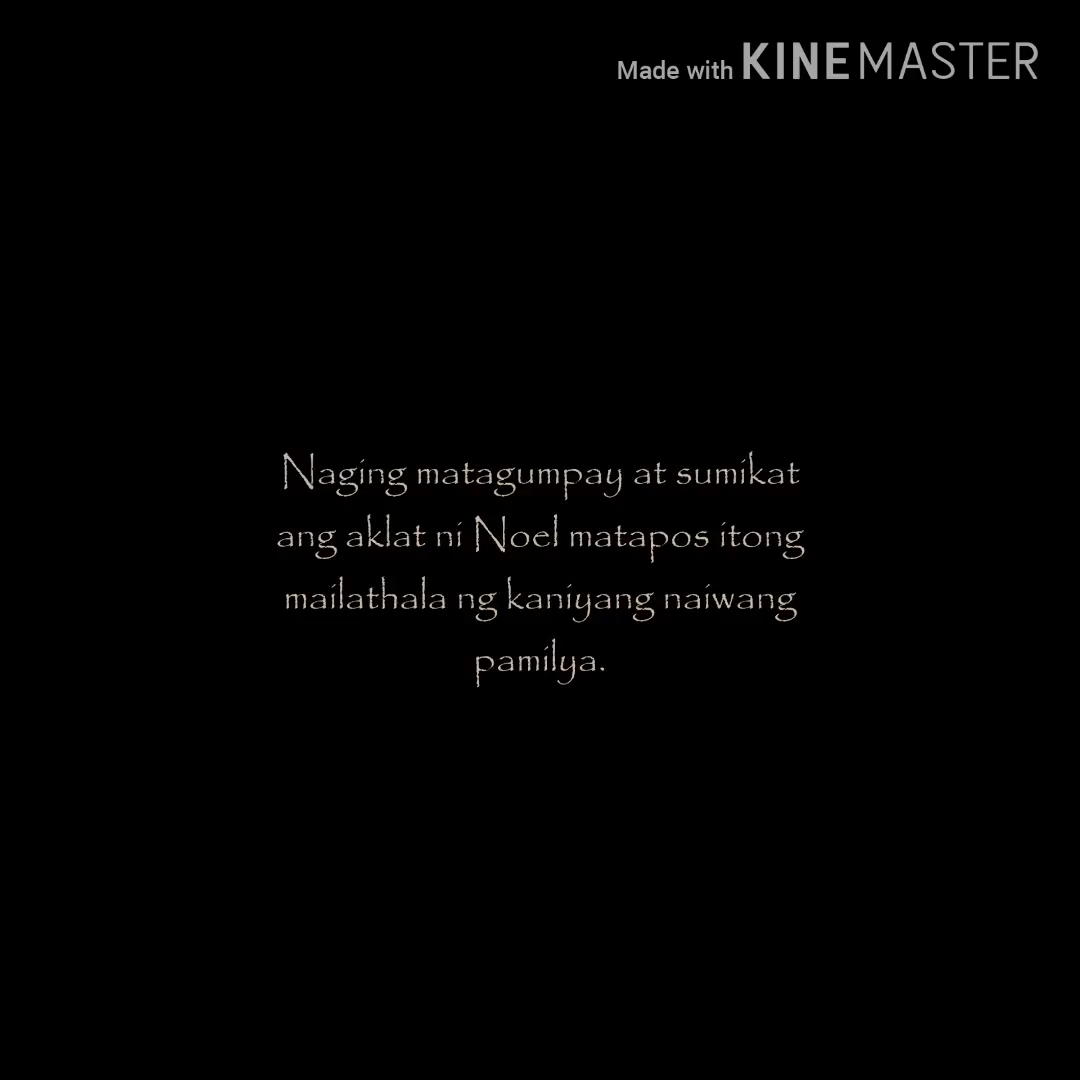 Made with KINEMASTER
Naging matagumpay at sumikat
ang aklat ni Noel matapos itong
mailathala ng kaniyang naiwang
pamilya.